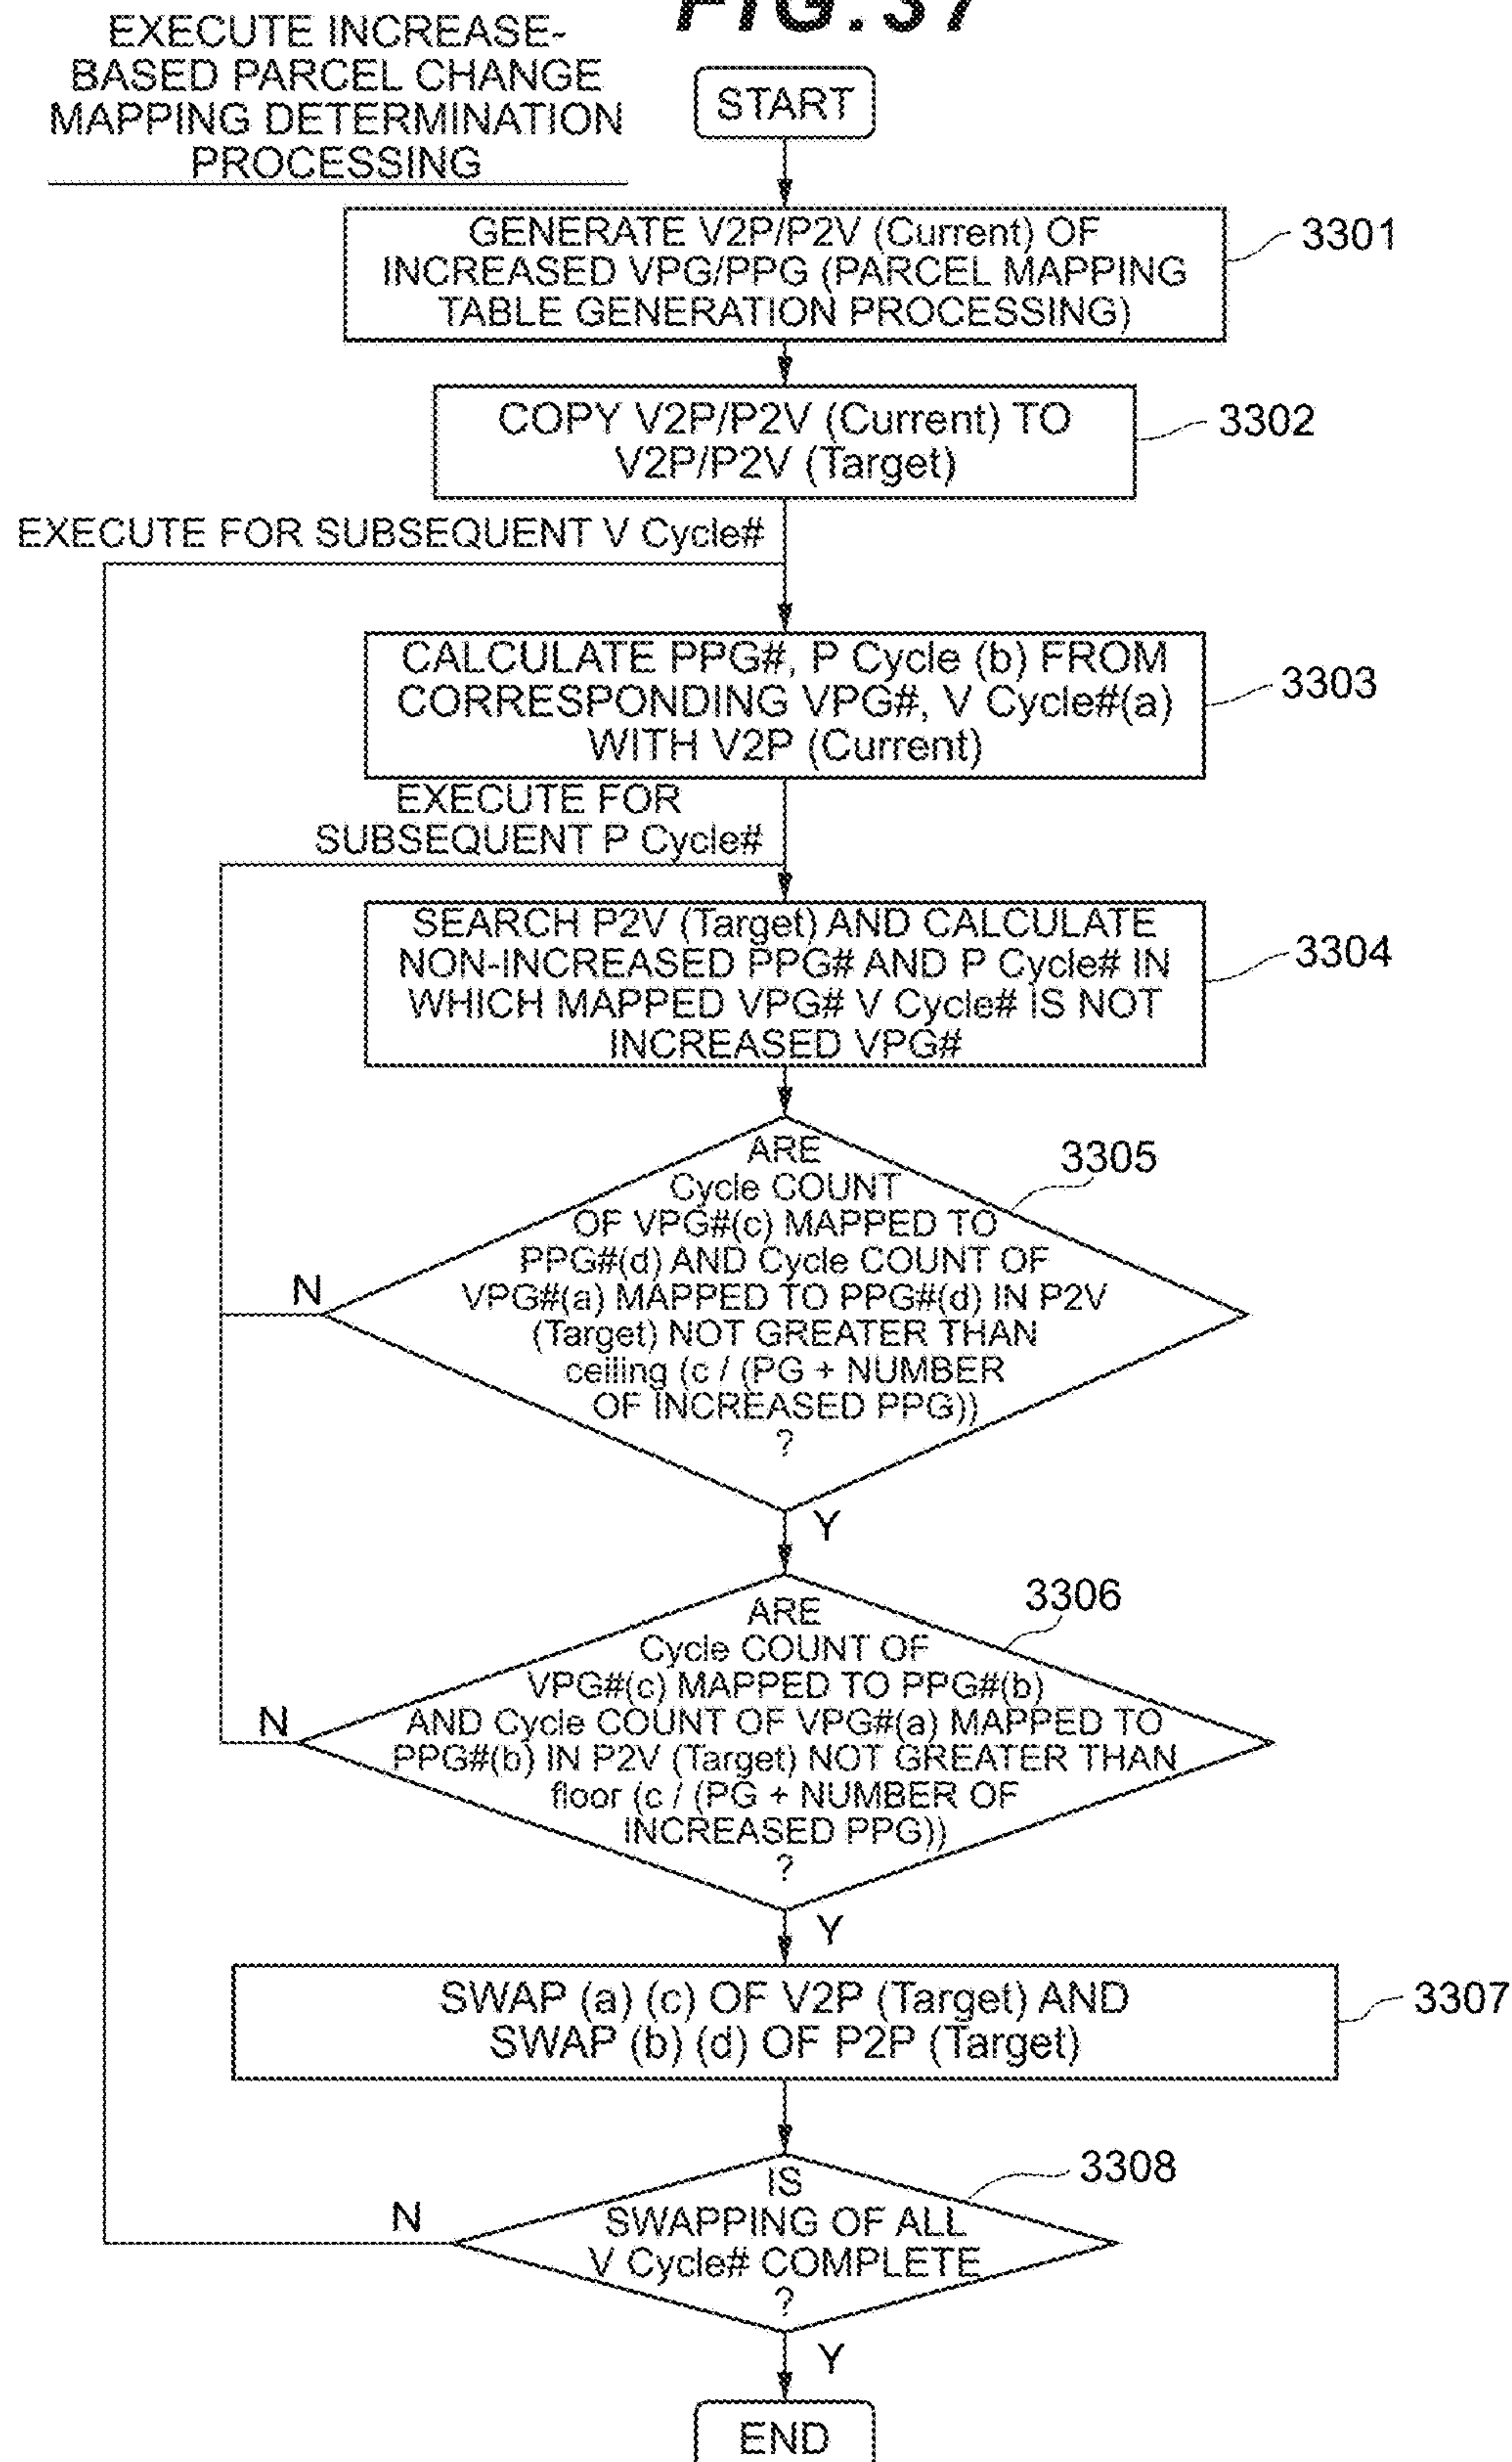 FIG.37
EXECUTE INCREASE-
BASED PARCEL CHANGE
MAPPING DETERMINATION
PROCESSING
START
GENERATE V2P/P2V (Current) OF
INCREASED VPG/PPG (PARCEL MAPPING
TABLE GENERATION PROCESSING)
3301
COPY V2P/P2V (Current) TO
V2P/P2V (Target)
3302
EXECUTE FOR SUBSEQUENT V Cycle#
CALCULATE PPG#, P Cycle (b) FROM
CORRESPONDING VPG#, V Cycle#(a)
WITH V2P (Current)
3303
EXECUTE FOR
SUBSEQUENT P Cycle#
SEARCH P2V (Target) AND CALCULATE
NON-INCREASED PPG# AND P Cycle# IN
WHICH MAPPED VPG# V Cycle# IS NOT
INCREASED VPG#
3304
ARE
Cycle COUNT
OF VPG#(c) MAPPED TO
PPG#(d) AND Cycle COUNT OF
VPG#(a) MAPPED TO PPG#(d) IN P2V
(Target) NOT GREATER THAN
ceiling (c / (PG + NUMBER
OF INCREASED PPG))
?
3305
N
Y
ARE
Cycle COUNT OF
VPG#(c) MAPPED TO PPG#(b)
AND Cycle COUNT OF VPG#(a) MAPPED TO
PPG#(b) IN P2V (Target) NOT GREATER THAN
floor (c / (PG + NUMBER OF
INCREASED PPG))
?
3306
N
Y
SWAP (a) (c) OF V2P (Target) AND
SWAP (b) (d) OF P2P (Target)
3307
IS
SWAPPING OF ALL
V Cycle# COMPLETE
?
3308
N
Y
END